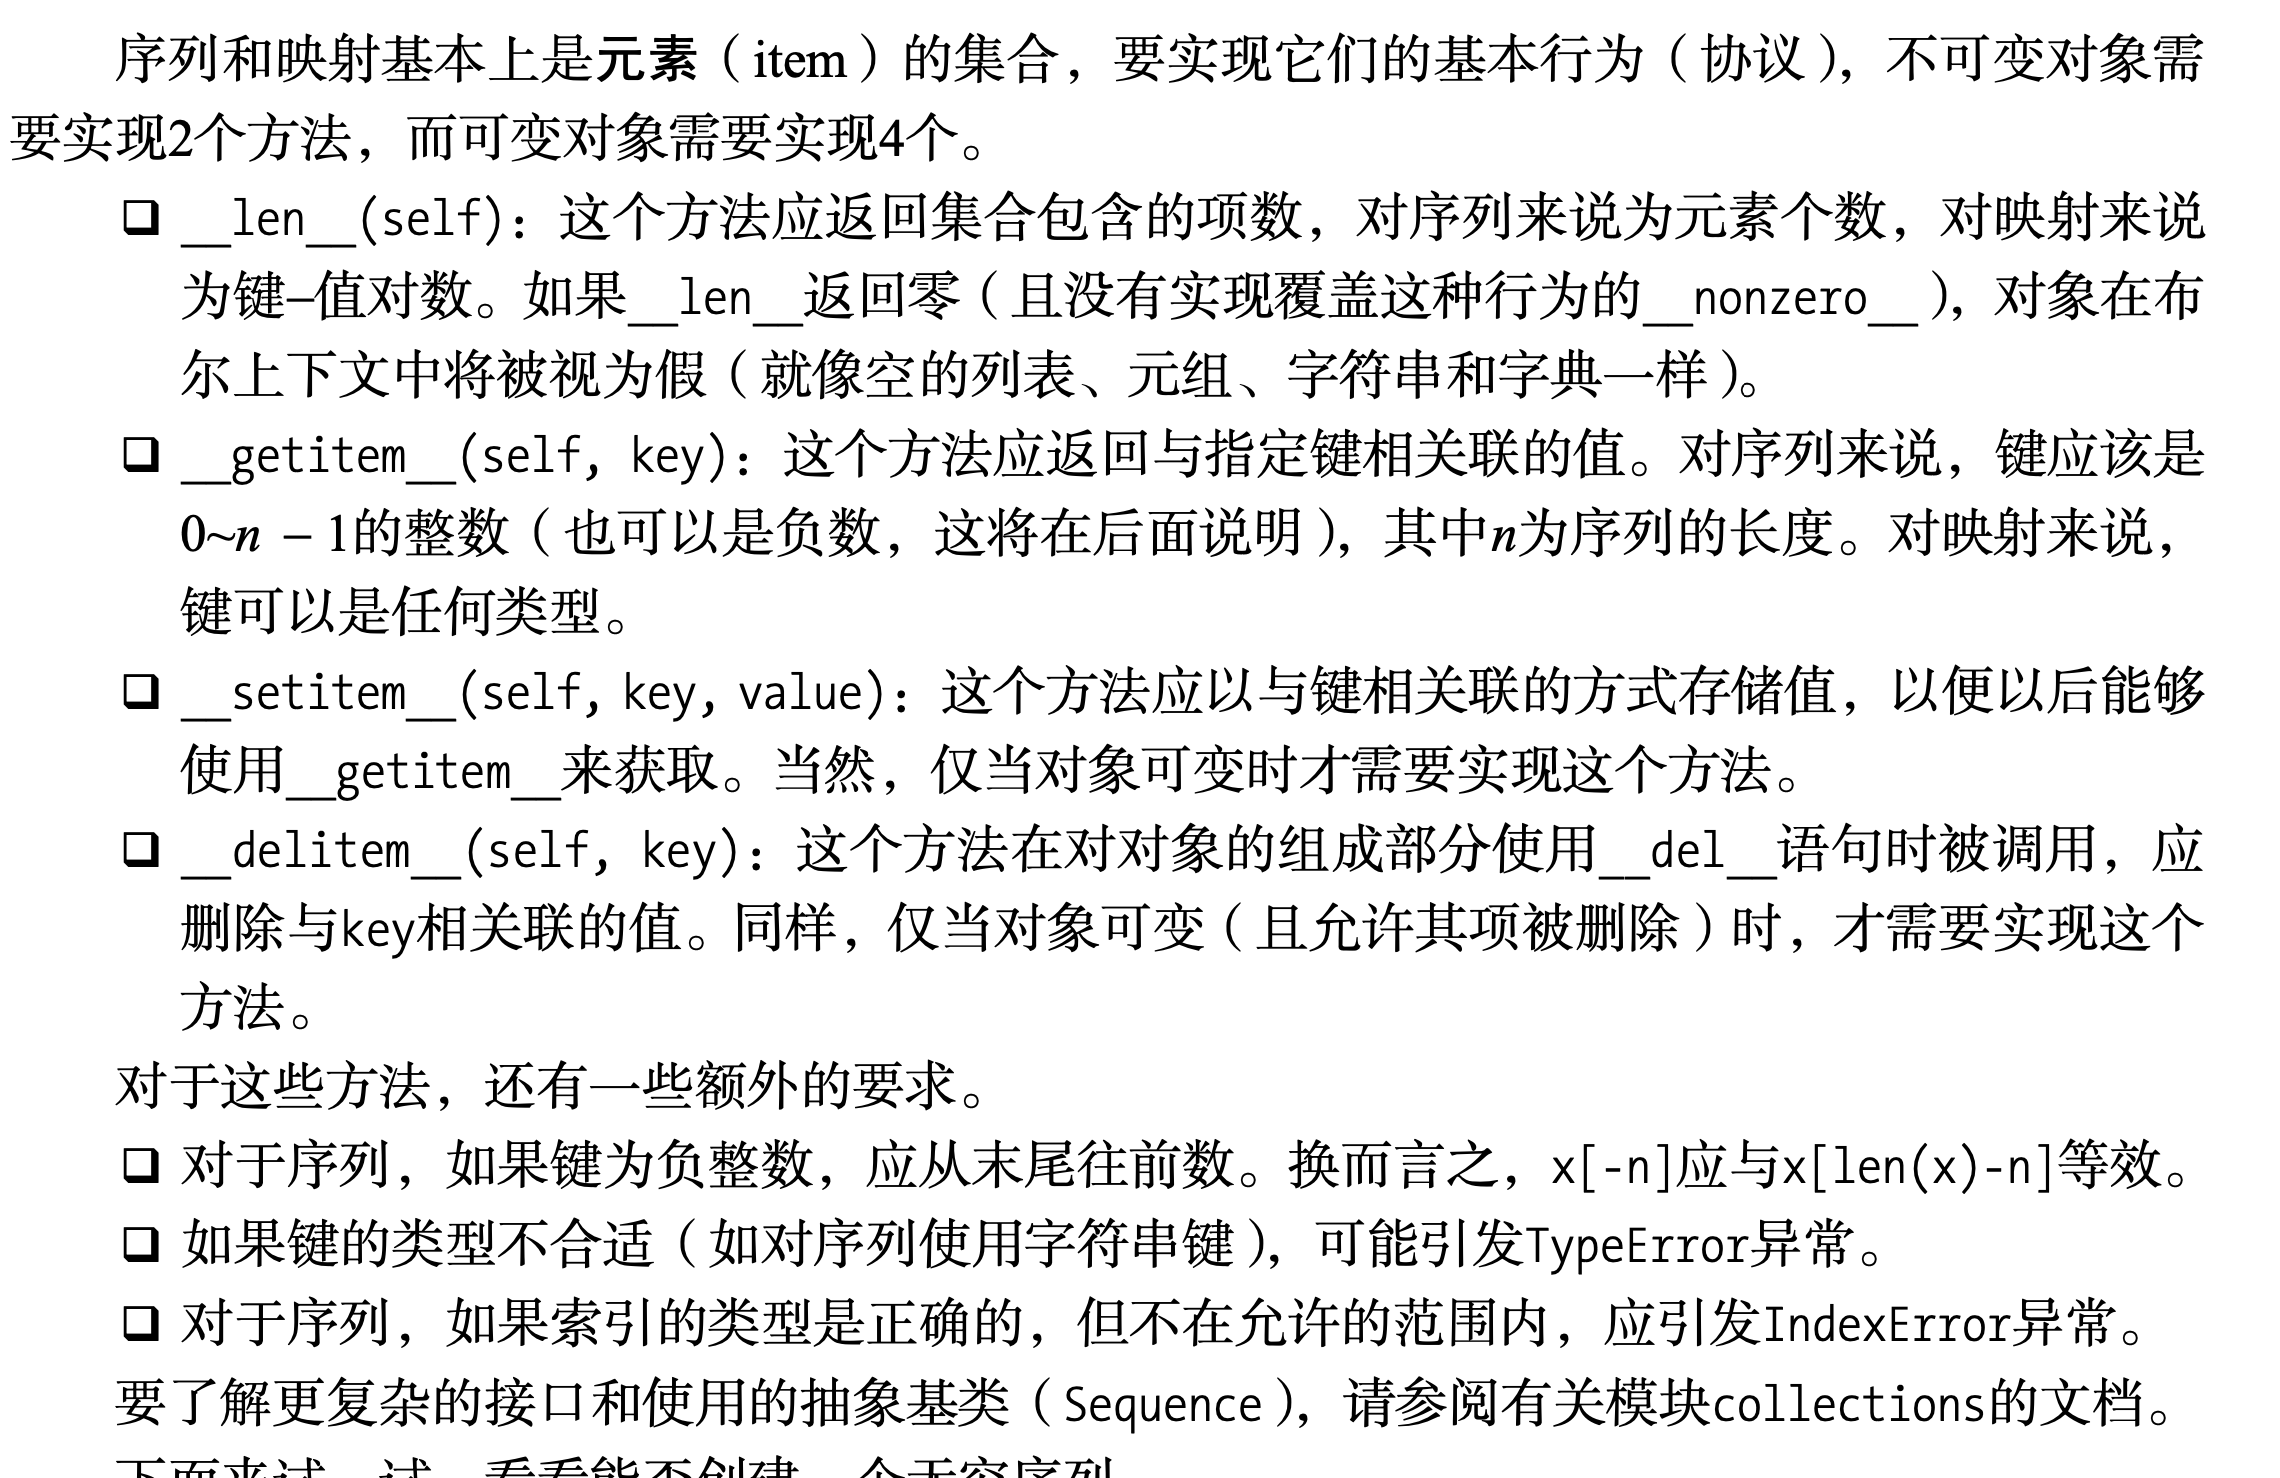 序列和映射基本上是元素（item）的集合，要实现它们的基本行为（协议），不可变对象需
要实现2个方法，而可变对象需要实现4个。
❑ __len__(self)：这个方法应返回集合包含的项数，对序列来说为元素个数，对映射来说
为键–值对数。如果__len__返回零（且没有实现覆盖这种行为的__nonzero__），对象在布
尔上下文中将被视为假（就像空的列表、元组、字符串和字典一样）。
❑ __getitem__(self, key)：这个方法应返回与指定键相关联的值。对序列来说，键应该是
0~n – 1的整数（也可以是负数，这将在后面说明），其中n为序列的长度。对映射来说，
键可以是任何类型。
❑ __setitem__(self, key, value)：这个方法应以与键相关联的方式存储值，以便以后能够
使用__getitem__来获取。当然，仅当对象可变时才需要实现这个方法。
❑ __delitem__(self, key)：这个方法在对对象的组成部分使用__del__语句时被调用，应
删除与key相关联的值。同样，仅当对象可变（且允许其项被删除）时，才需要实现这个
方法。
对于这些方法，还有一些额外的要求。
❑ 对于序列，如果键为负整数，应从末尾往前数。换而言之，x[-n]应与x[len(x)-n]等效。
❑ 如果键的类型不合适（如对序列使用字符串键），可能引发TypeError异常。
❑ 对于序列，如果索引的类型是正确的，但不在允许的范围内，应引发IndexError异常。
要了解更复杂的接口和使用的抽象基类（Sequence），请参阅有关模块collections的文档。
下面来试一试，看看能否创建一个无穷序列